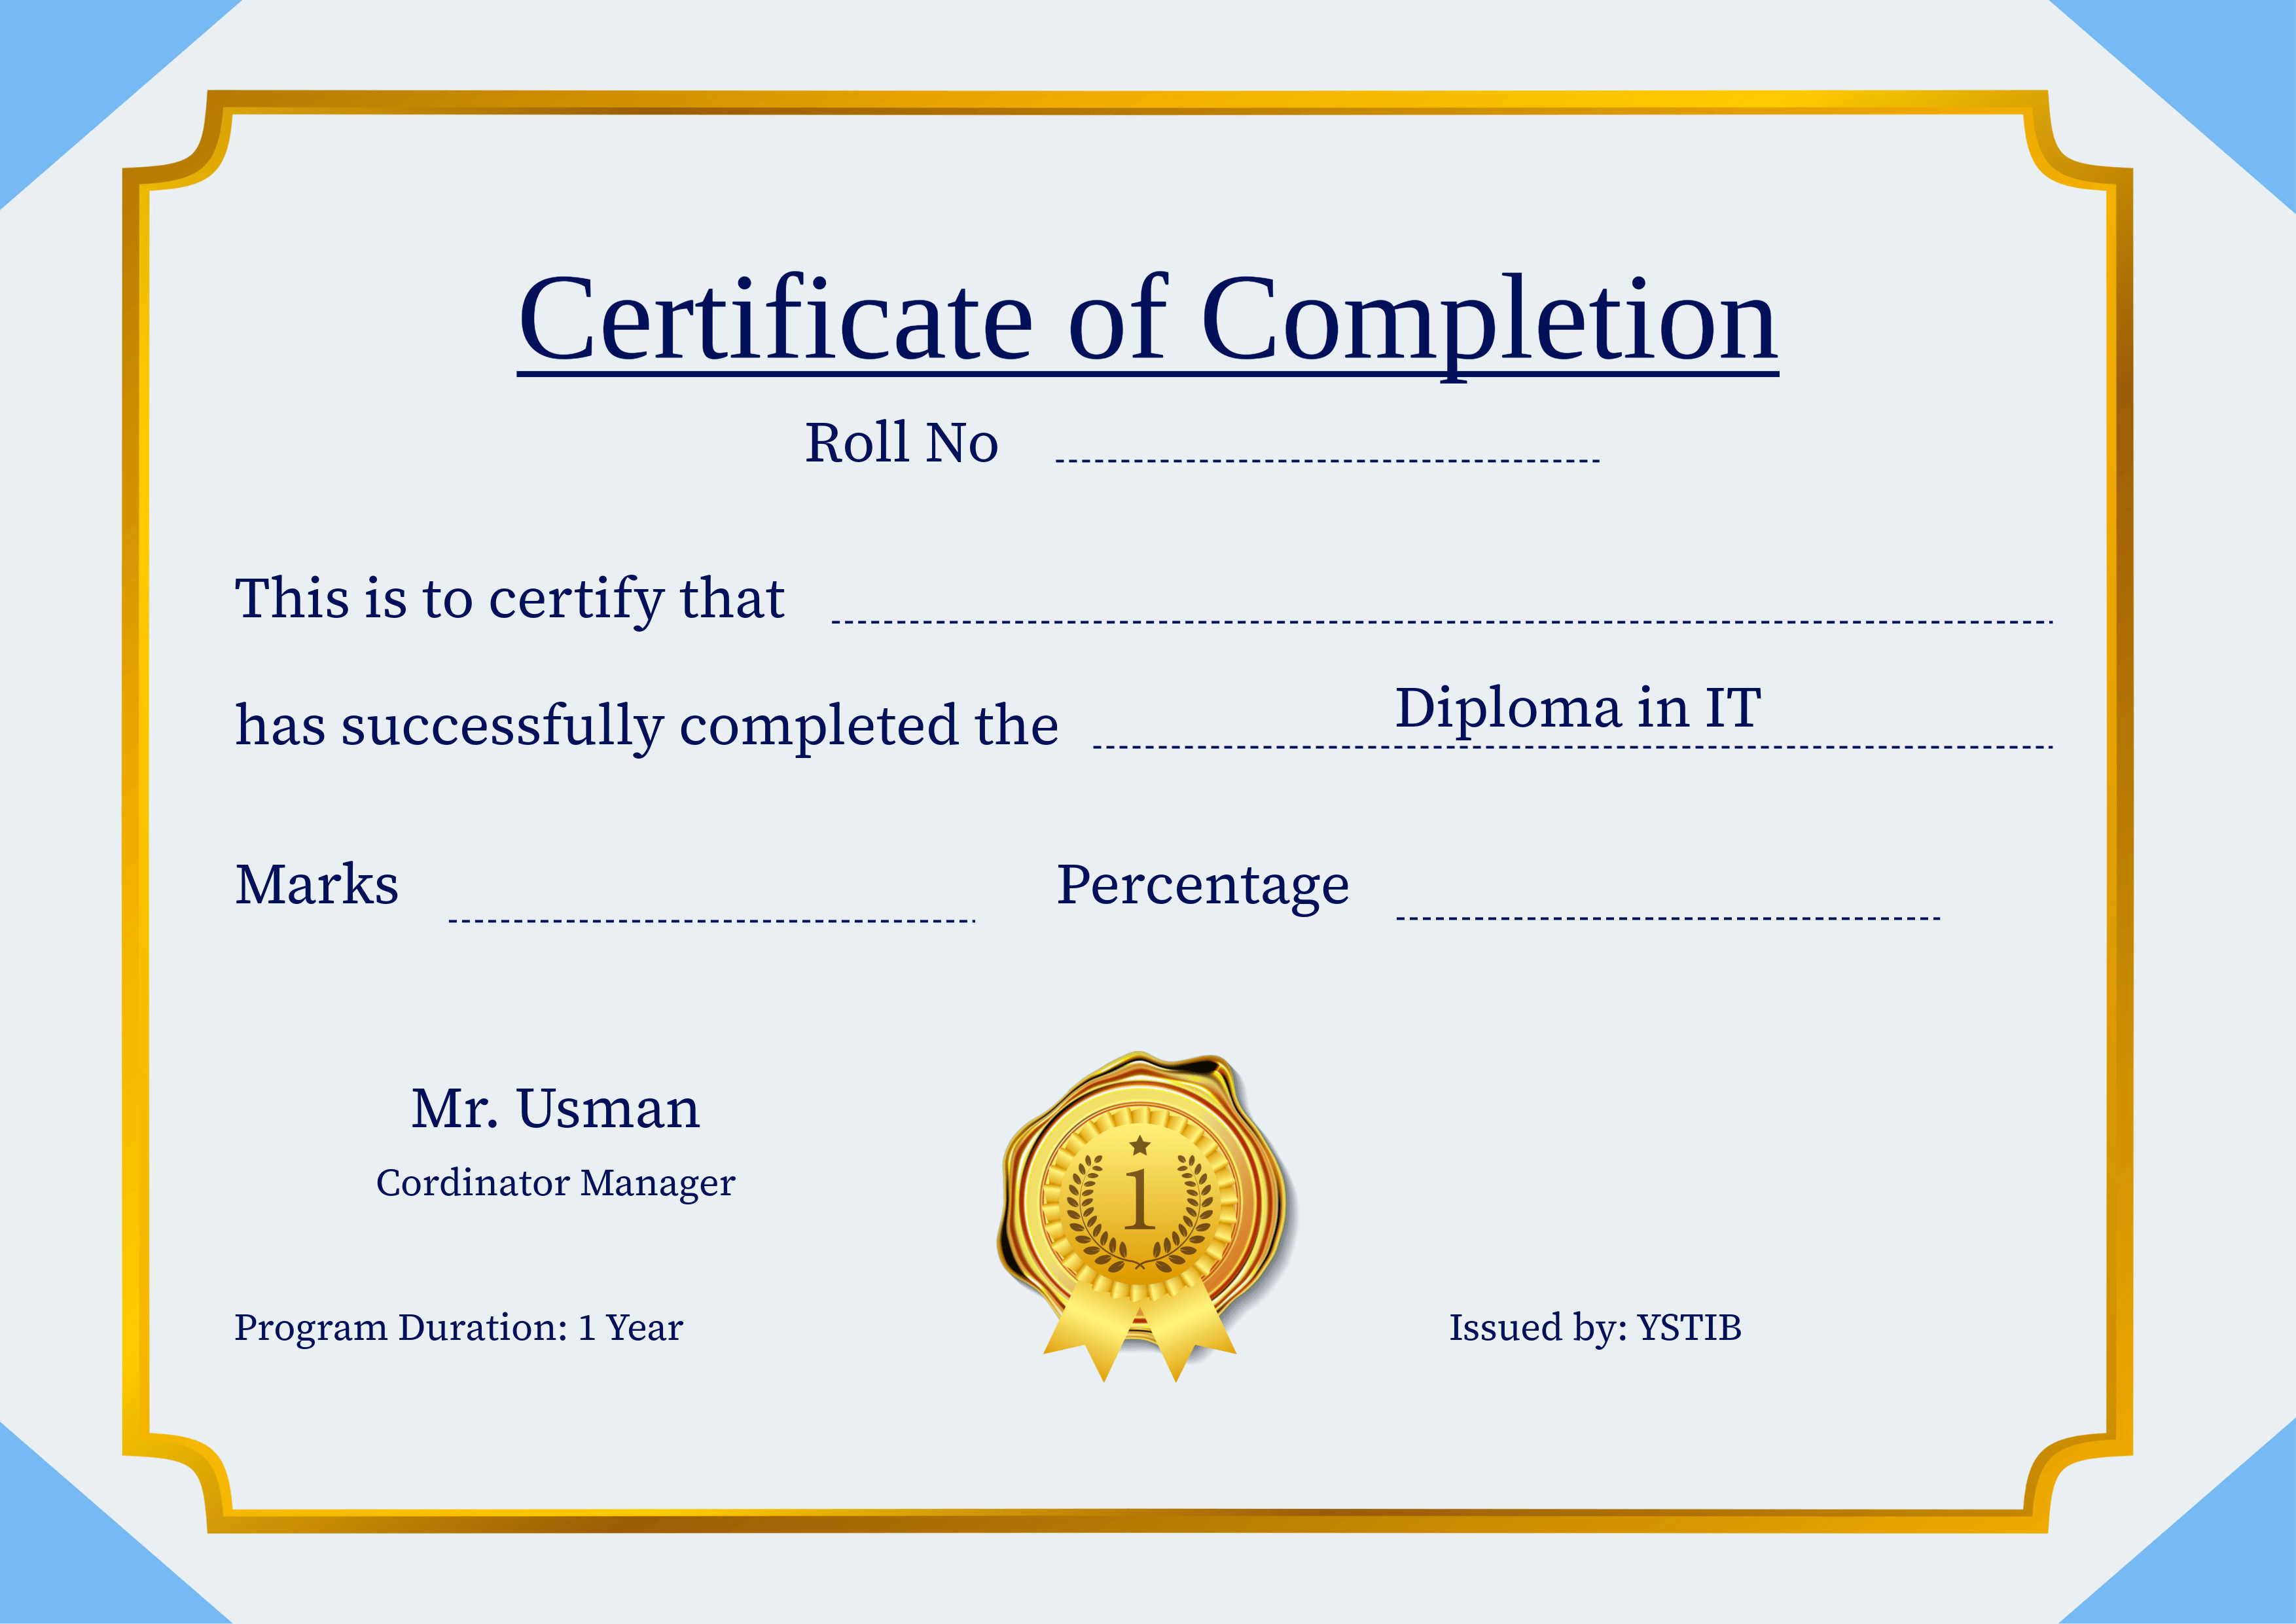 Certificate of Completion
Roll No
This is to certify that
has successfully completed the Diploma in IT
Marks Percentage
Mr. Usman
Cordinator Manager
1
Program Duration: 1 Year
Issued by: YSTIB